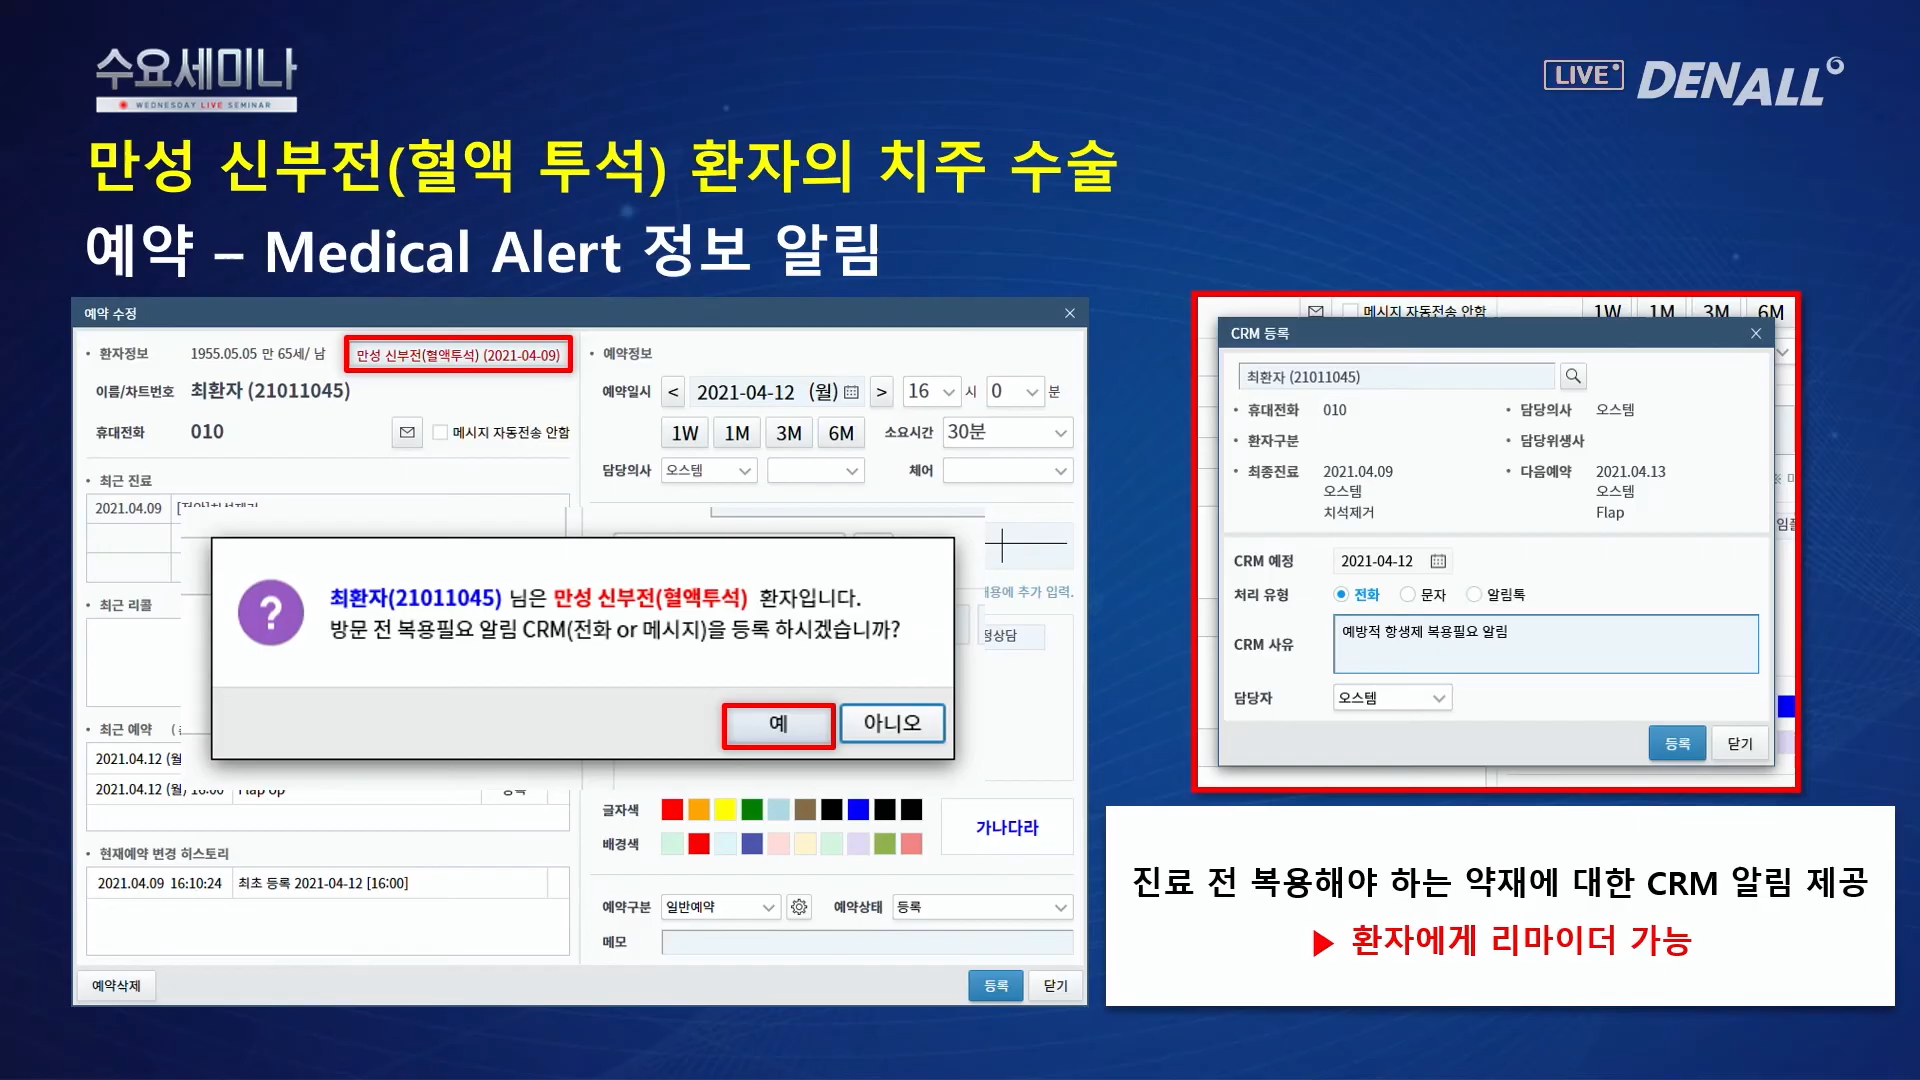 수요세미나
WEDNESDAY LIVE SEMINAR
LIVE
DENALL
만성 신부전(혈액 투석) 환자의 치주 수술
예약 – Medical Alert 정보 알림
예약 수정
환자정보 1955.05.05 만 65세/ 남 만성 신부전(혈액투석) (2021-04-09)
이름/차트번호 최환자 (21011045)
휴대전화 010 메시지 자동전송 안함
최근 진료
2021.04.09
최근 리콜
최근 예약
2021.04.12 (월
2021.04.12 (월) 16:00 Flap Op 등록
현재예약 변경 히스토리
2021.04.09 16:10:24 최초 등록 2021-04-12 [16:00]
예약삭제
예약정보
예약일시 < 2021-04-12 (월) > 16 시 0 분
1W 1M 3M 6M 소요시간 30분
담당의사 오스템 체어
내용에 추가 입력.
정상담
글자색
배경색
가나다라
예약구분 일반예약 예약상태 등록
메모
등록 닫기
최환자(21011045) 님은 만성 신부전(혈액투석) 환자입니다.
방문 전 복용필요 알림 CRM(전화 or 메시지)을 등록 하시겠습니까?
예 아니오
메시지 자동전송 안함 1W 1M 3M 6M
CRM 등록
최환자 (21011045)
휴대전화 010 담당의사 오스템
환자구분 담당위생사
최종진료 2021.04.09 다음예약 2021.04.13
오스템 오스템
치석제거 Flap
CRM 예정 2021-04-12
처리 유형 전화 문자 알림톡
CRM 사유 예방적 항생제 복용필요 알림
담당자 오스템
등록 닫기
진료 전 복용해야 하는 약재에 대한 CRM 알림 제공
▶ 환자에게 리마이더 가능